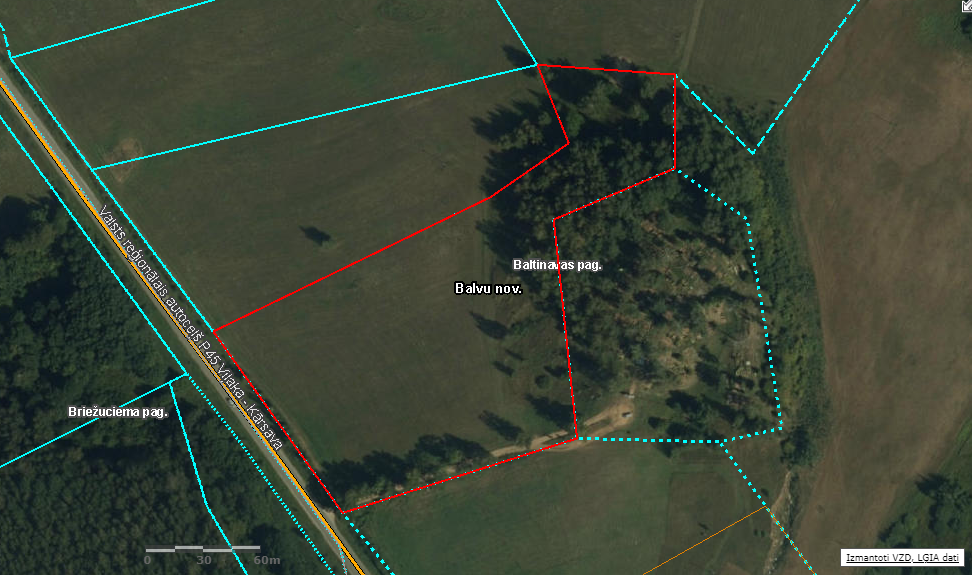 Valsts reģionālais autoceļš P45 Viļaka - Kārsava
Baltinavas pag.
Balvu nov.
Briežuciema pag.
0 30 60m
Izmantoti VZD, LGIA dati